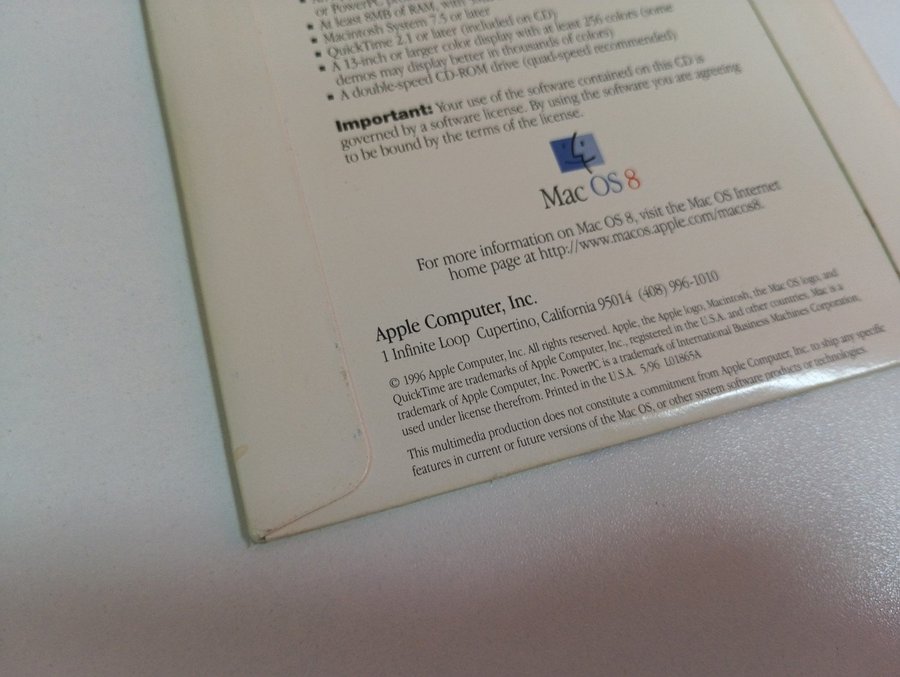 or PowerPC
▪ At least 8MB of RAM, with
▪ Macintosh System 7.5 or later
▪ QuickTime 2.1 or later (included on CD)
▪ A 13-inch or larger color display with at least 256 colors (some
demos may display better in thousands of colors)
▪ A double-speed CD-ROM drive (quad-speed recommended)
Important: Your use of the software contained on this CD is
governed by a software license. By using the software you are agreeing
to be bound by the terms of the license.
Mac OS 8
For more information on Mac OS 8, visit the Mac OS Internet
home page at http://www.macos.apple.com/macos8/.
Apple Computer, Inc.
1 Infinite Loop Cupertino, California 95014 (408) 996-1010
© 1996 Apple Computer, Inc. All rights reserved. Apple, the Apple logo, Macintosh, the Mac OS logo, and
QuickTime are trademarks of Apple Computer, Inc., registered in the U.S.A. and other countries. Mac is a
trademark of Apple Computer, Inc. PowerPC is a trademark of International Business Machines Corporation,
used under license therefrom. Printed in the U.S.A. 5/96 L01865A
This multimedia production does not constitute a commitment from Apple Computer, Inc. to ship any specific
features in current or future versions of the Mac OS, or other system software products or technologies.